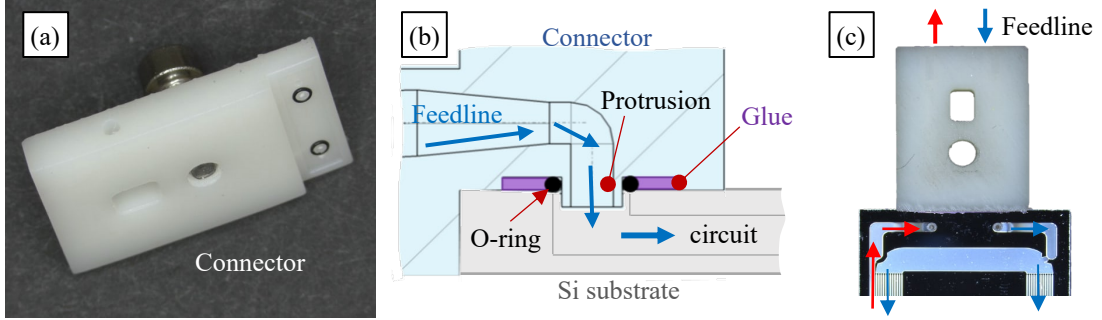 (a)
Connector
(b)
Connector
Feedline
Protrusion
Glue
O-ring
circuit
Si substrate
(c)
Feedline